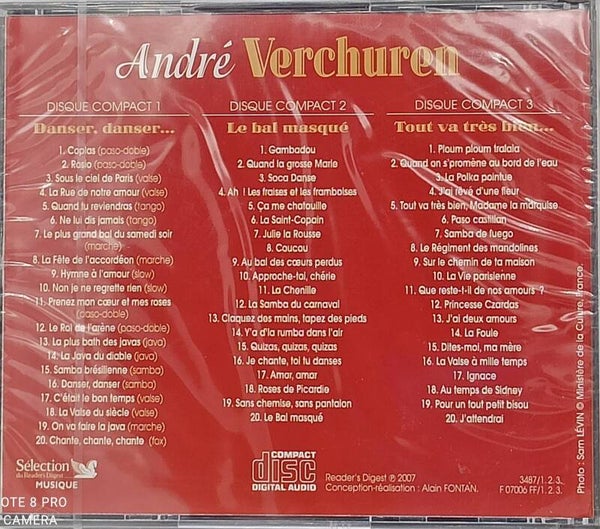 André Verchuren
DISQUE COMPACT 1
Danser, danser...
1. Coplas (paso-doble)
2. Rosio (paso-doble)
3. Sous le ciel de Paris (valse)
4. La Rue de notre amour (valse)
5. Quand tu reviendras (tango)
6. Ne lui dis jamais (tango)
7. Le plus grand bal du samedi soir
(marche)
8. La Fête de l'accordéon (marche)
9. Hymne à l'amour (slow)
10. Non je ne regrette rien (slow)
11. Prenez mon cœur et mes roses
(paso-doble)
12. Le Roi de l'arène (paso-doble)
13. La plus bath des javas (java)
14. La Java du diable (java)
15. Samba brésilienne (samba)
16. Danser, danser (samba)
17. C'était le bon temps (valse)
18. La Valse du siècle (valse)
19. On va faire la java (marche)
20. Chante, chante, chante (fox)
DISQUE COMPACT 2
Le bal masqué
1. Gambadou
2. Quand la grosse Marie
3. Soca Danse
4. Ah ! Les fraises et les framboises
5. Ça me chatouille
6. La Saint-Copain
7. Julie la Rousse
8. Coucou
9. Au bal des cœurs perdus
10. Approche-toi, chérie
11. La Chenille
12. La Samba du carnaval
13. Claquez des mains, tapez des pieds
14. Y'a d'la rumba dans l'air
15. Quizas, quizas, quizas
16. Je chante, toi tu danses
17. Amor, amar
18. Roses de Picardie
19. Sans chemise, sans pantalon
20. Le Bal masqué
DISQUE COMPACT 3
Tout va très bien...
1. Ploum ploum tralala
2. Quand on s'promène au bord de l'eau
3. La Polka pointue
4. J'ai rêvé d'une fleur
5. Tout va très bien, Madame la marquise
6. Paso castillan
7. Samba de fuego
8. Le Régiment des mandolines
9. Sur le chemin de ta maison
10. La Vie parisienne
11. Que reste-t-il de nos amours ?
12. Princesse Czardas
13. J'ai deux amours
14. La Foule
15. Dites-moi, ma mère
16. La Valse à mille temps
17. Ignace
18. Au temps de Sidney
19. Pour un tout petit bisou
20. J'attendrai
Photo : Sam LÉVIN © Ministère de la Culure, France.
Sélection
du Reader's Digest
MUSIQUE
COMPACT
disc
DIGITAL AUDIO
Reader's Digest ℗ 2007
Conception-réalisation : Alain FONTAN.
3487/1. 2. 3.
F 07006 FF/1. 2. 3.
OTE 8 PRO
CAMERA